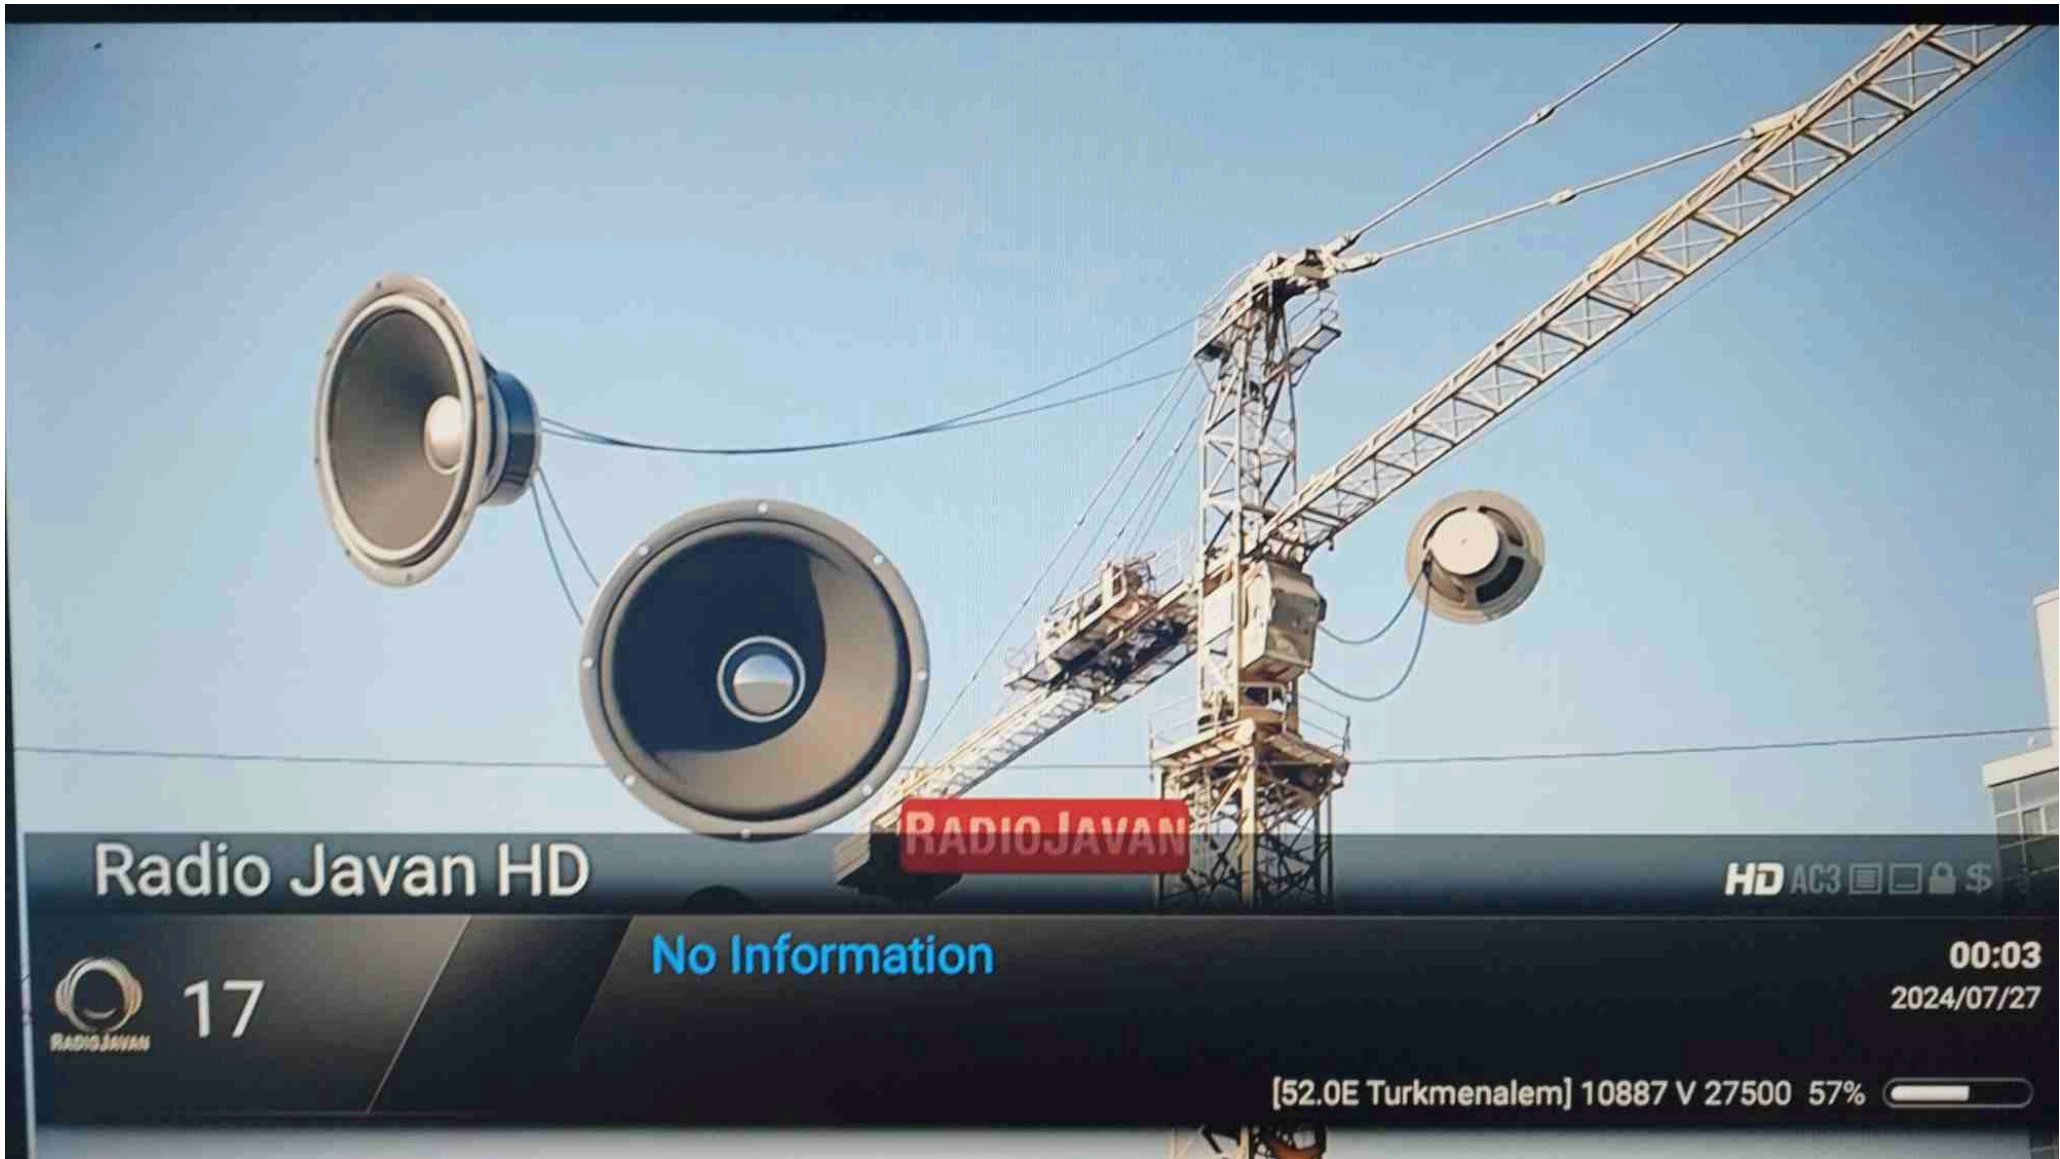 RADIOJAVAN
Radio Javan HD
HD AC3 $
No Information
00:03
RADIOJAVAN
17
2024/07/27
[52.0E Turkmenalem] 10887 V 27500 57%